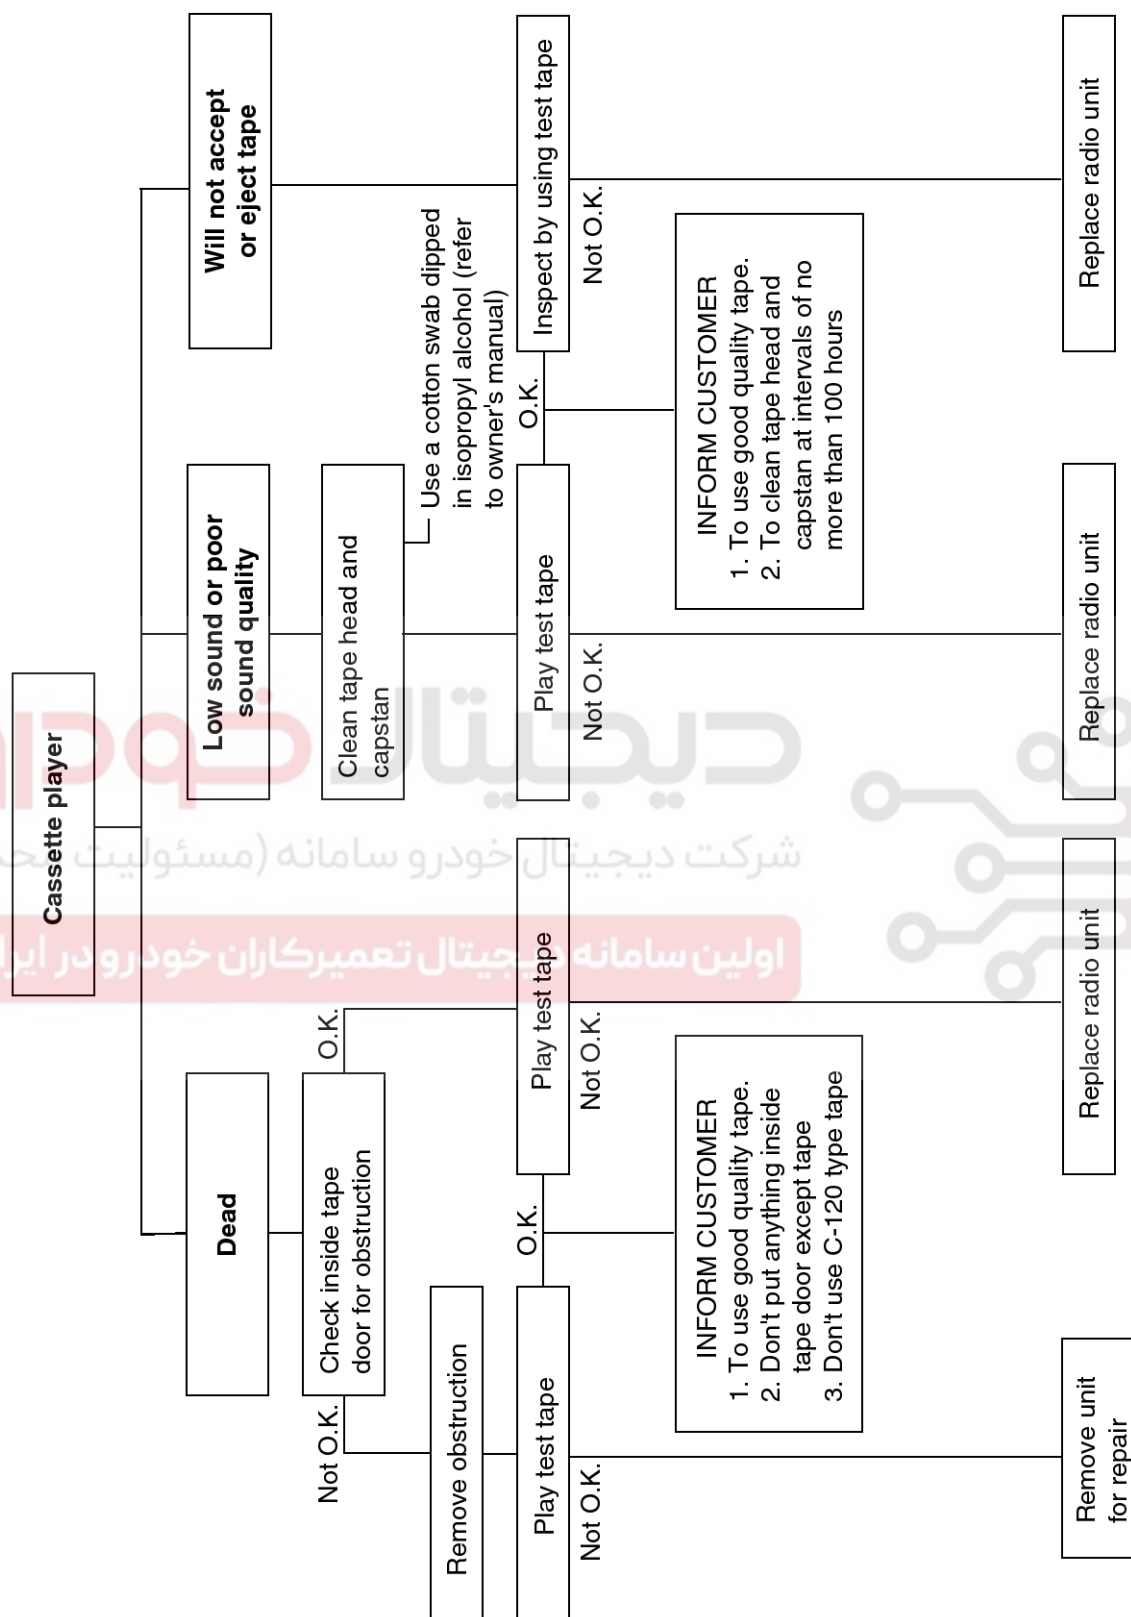 Cassette player
Dead
Low sound or poor
sound quality
Will not accept
or eject tape
Check inside tape
door for obstruction
Not O.K.
O.K.
Clean tape head and
capstan
Use a cotton swab dipped
in isopropyl alcohol (refer
to owner's manual)
Remove obstruction
Play test tape
O.K.
Play test tape
Play test tape
O.K.
Inspect by using test tape
Not O.K.
Not O.K.
Not O.K.
Not O.K.
INFORM CUSTOMER
1. To use good quality tape.
2. Don't put anything inside
tape door except tape
3. Don't use C-120 type tape
INFORM CUSTOMER
1. To use good quality tape.
2. To clean tape head and
capstan at intervals of no
more than 100 hours
Remove unit
for repair
Replace radio unit
Replace radio unit
Replace radio unit
دیجیتال خودرو
شرکت دیجیتال خودرو سامانه (مسئولیت
اولین سامانه دیجیتال تعمیرکاران خودرو در